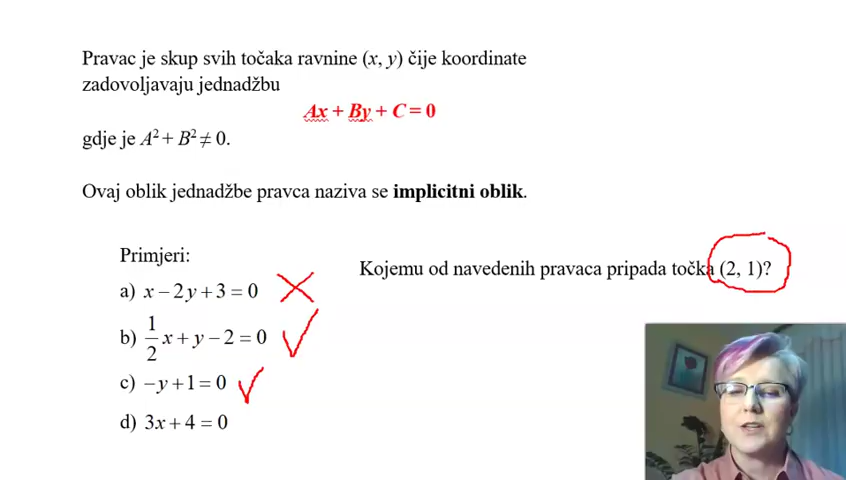 Pravac je skup svih točaka ravnine (x, y) čije koordinate
zadovoljavaju jednadžbu
Ax + By + C = 0
gdje je A² + B² ≠ 0.
Ovaj oblik jednadžbe pravca naziva se implicitni oblik.
Primjeri:
Kojemu od navedenih pravaca pripada točka (2, 1)?
a) x − 2y + 3 = 0
b) 1/2 x + y − 2 = 0
c) −y + 1 = 0
d) 3x + 4 = 0